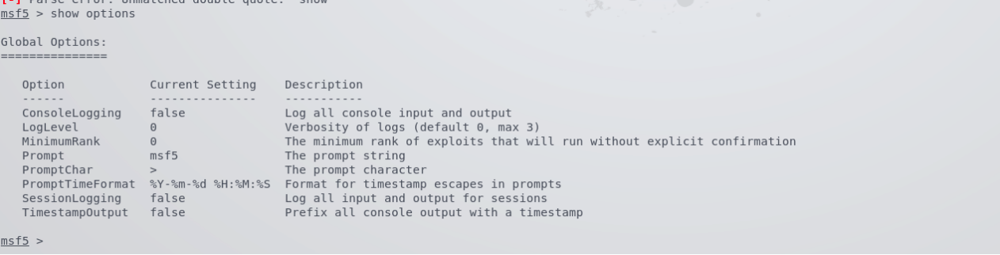 [-] Parse error: Unmatched double quote: "show
msf5 > show options
Global Options:
===============
Option Current Setting Description
------ --------------- -----------
ConsoleLogging false Log all console input and output
LogLevel 0 Verbosity of logs (default 0, max 3)
MinimumRank 0 The minimum rank of exploits that will run without explicit confirmation
Prompt msf5 The prompt string
PromptChar > The prompt character
PromptTimeFormat %Y-%m-%d %H:%M:%S Format for timestamp escapes in prompts
SessionLogging false Log all input and output for sessions
TimestampOutput false Prefix all console output with a timestamp
msf5 >